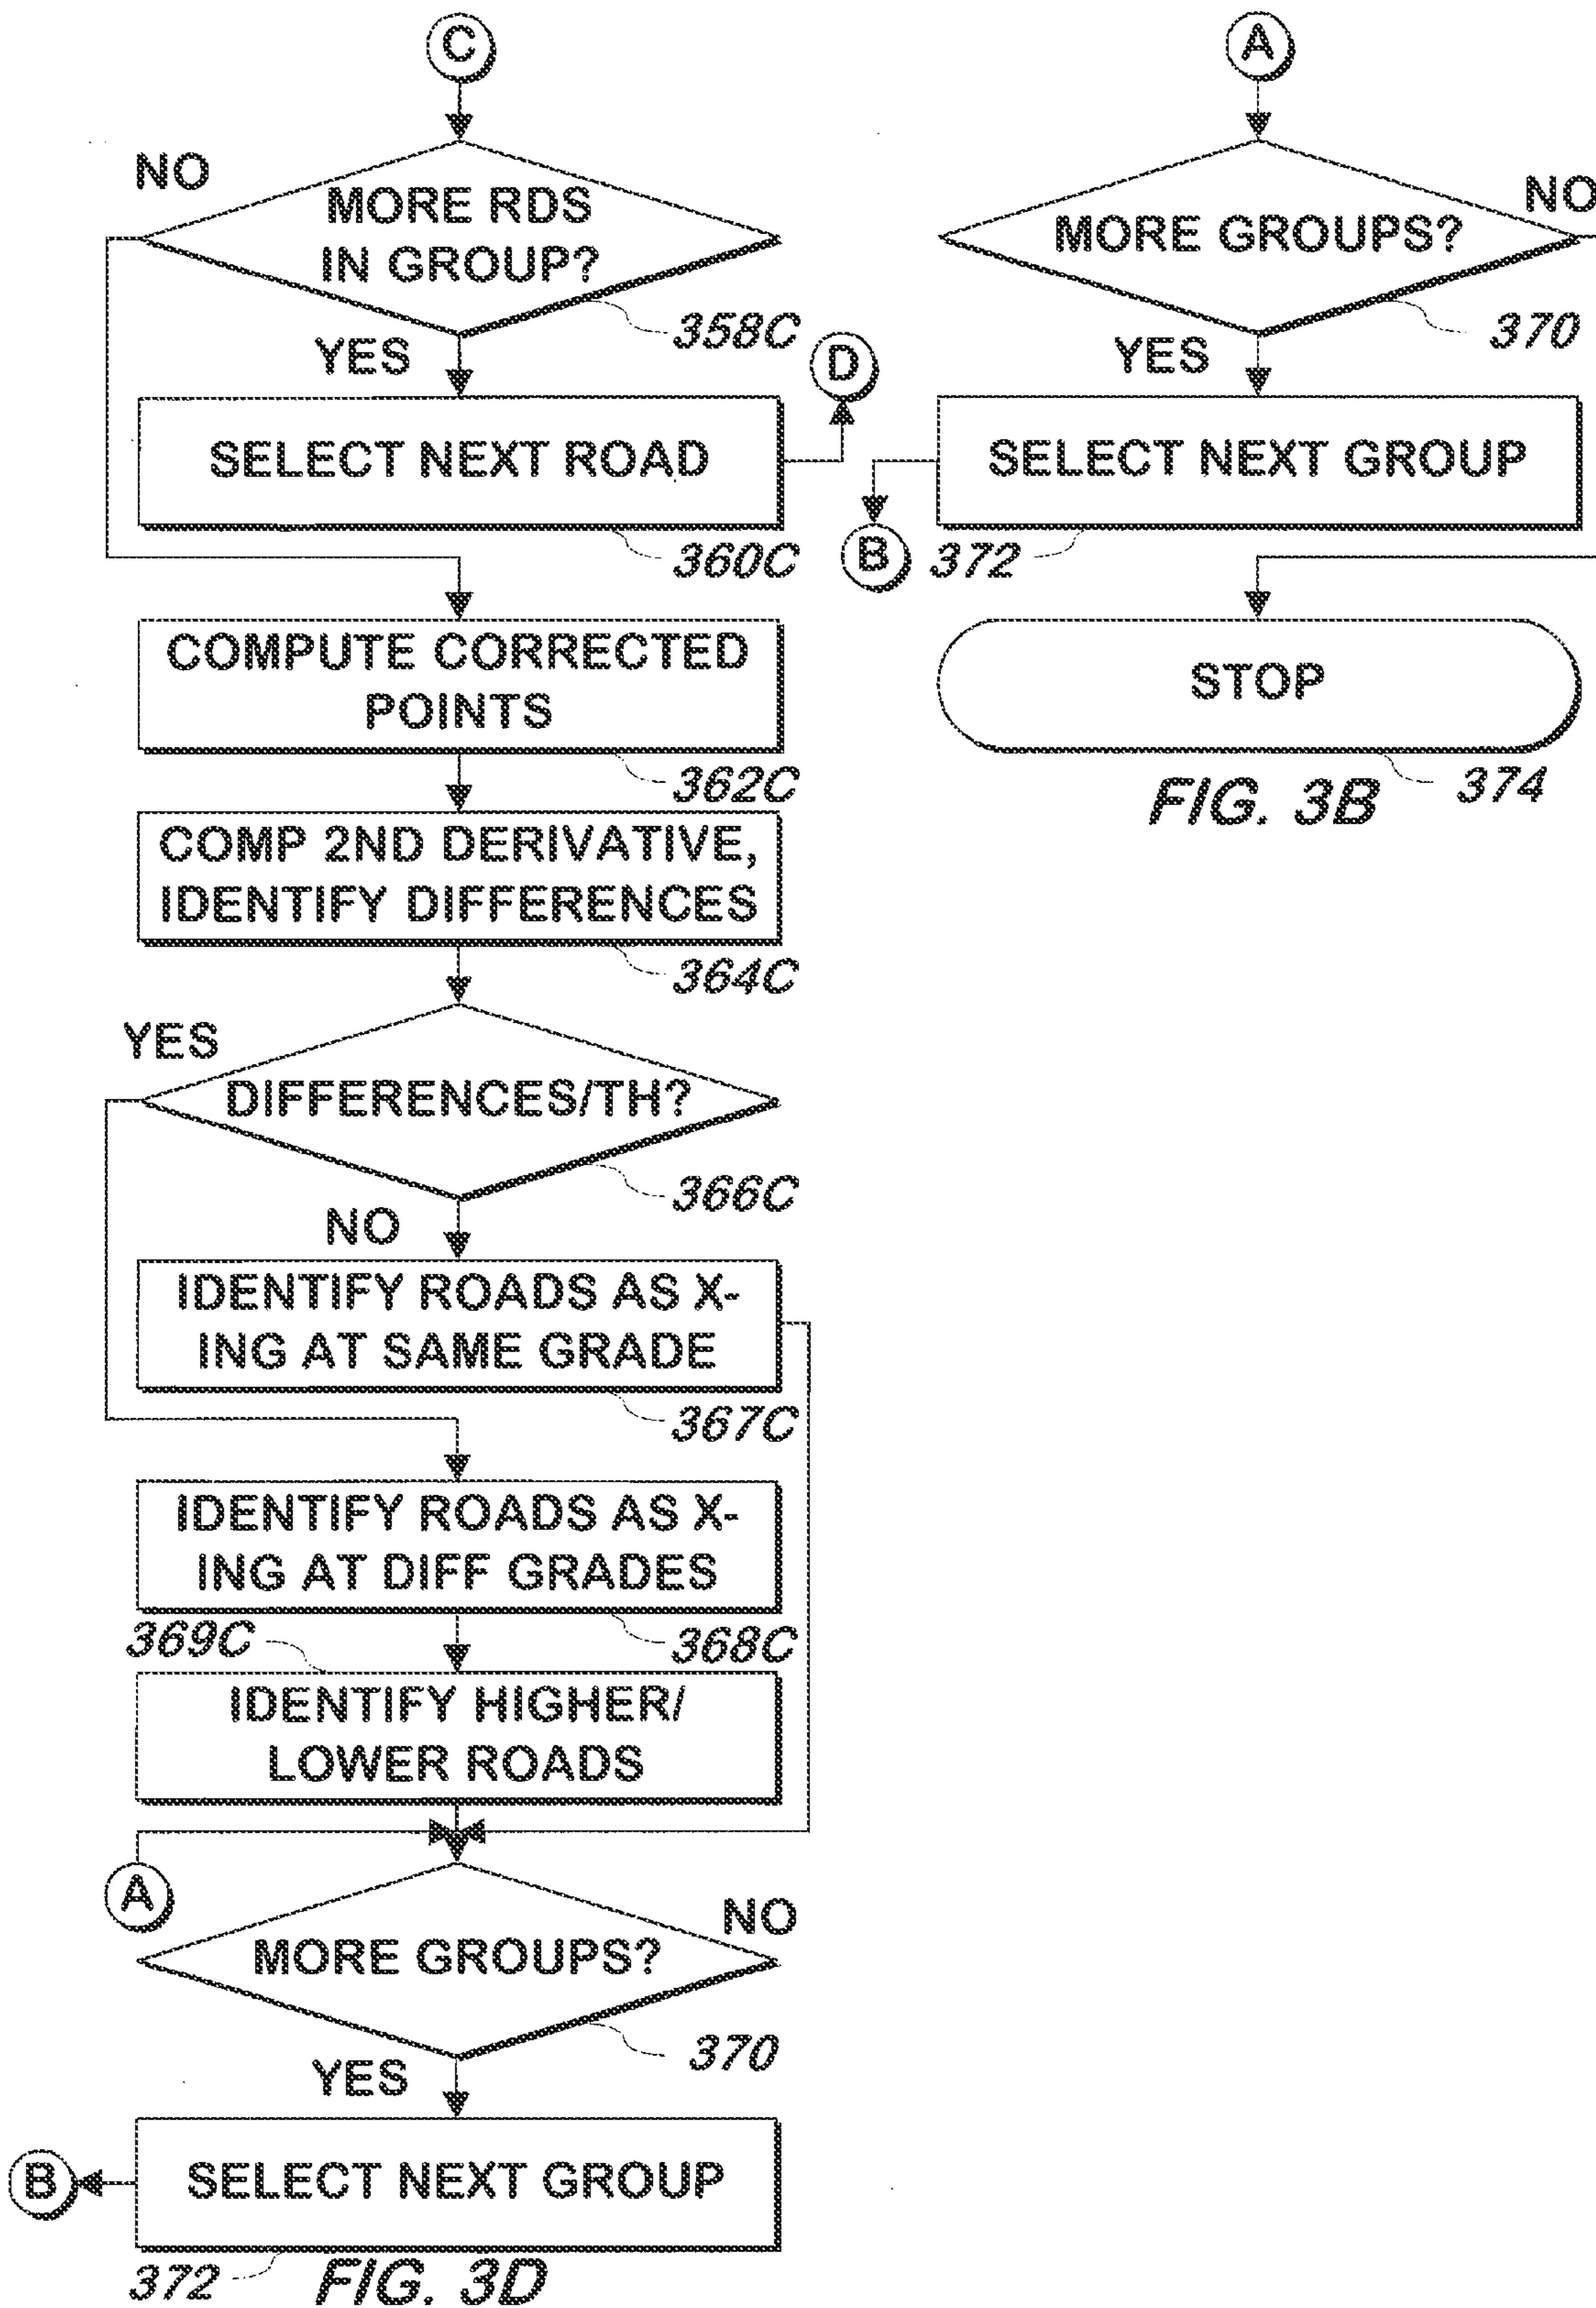 C
NO
MORE RDS
IN GROUP?
358C
YES
D
SELECT NEXT ROAD
360C
COMPUTE CORRECTED
POINTS
362C
COMP 2ND DERIVATIVE,
IDENTIFY DIFFERENCES
364C
YES
DIFFERENCES/TH?
366C
NO
IDENTIFY ROADS AS X-
ING AT SAME GRADE
367C
IDENTIFY ROADS AS X-
ING AT DIFF GRADES
369C
368C
IDENTIFY HIGHER/
LOWER ROADS
A
NO
MORE GROUPS?
370
YES
B
SELECT NEXT GROUP
372
FIG. 3D
A
NO
MORE GROUPS?
370
YES
SELECT NEXT GROUP
B
372
STOP
374
FIG. 3B